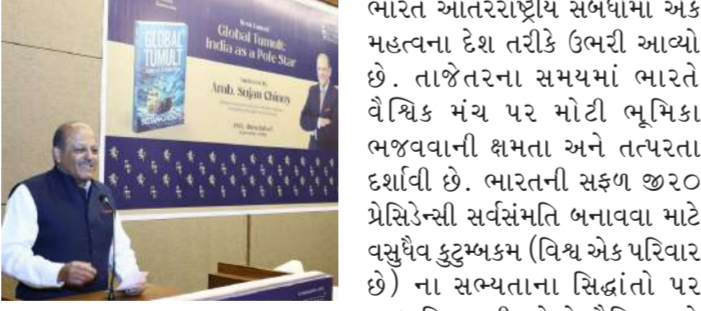 Book Launch
Global Tumult:
India as a Pole Star
Amb. Sujan Chinoy
GLOBAL
TUMULT
ભારત આંતરરાષ્ટ્રીય સંબંધોમાં એક
મહત્વના દેશ તરીકે ઉભરી આવ્યો
છે. તાજેતરના સમયમાં ભારતે
વૈશ્વિક મંચ પર મોટી ભૂમિકા
ભજવવાની ક્ષમતા અને તત્પરતા
દર્શાવી છે. ભારતની સફળ જી૨૦
પ્રેસિડેન્સી સર્વસંમતિ બનાવવા માટે
વસુધૈવ કુટુમ્બકમ (વિશ્વ એક પરિવાર
છે) ના સભ્યતાના સિદ્ધાંતો પર